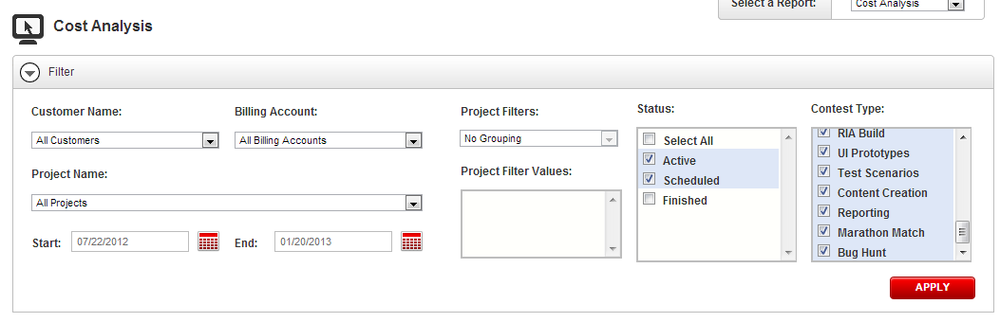 Select a Report:
Cost Analysis
Cost Analysis
Filter
Customer Name:
All Customers
Billing Account:
All Billing Accounts
Project Name:
All Projects
Start:
07/22/2012
End:
01/20/2013
Project Filters:
No Grouping
Project Filter Values:
Status:
Select All
Active
Scheduled
Finished
Contest Type:
RIA Build
UI Prototypes
Test Scenarios
Content Creation
Reporting
Marathon Match
Bug Hunt
APPLY